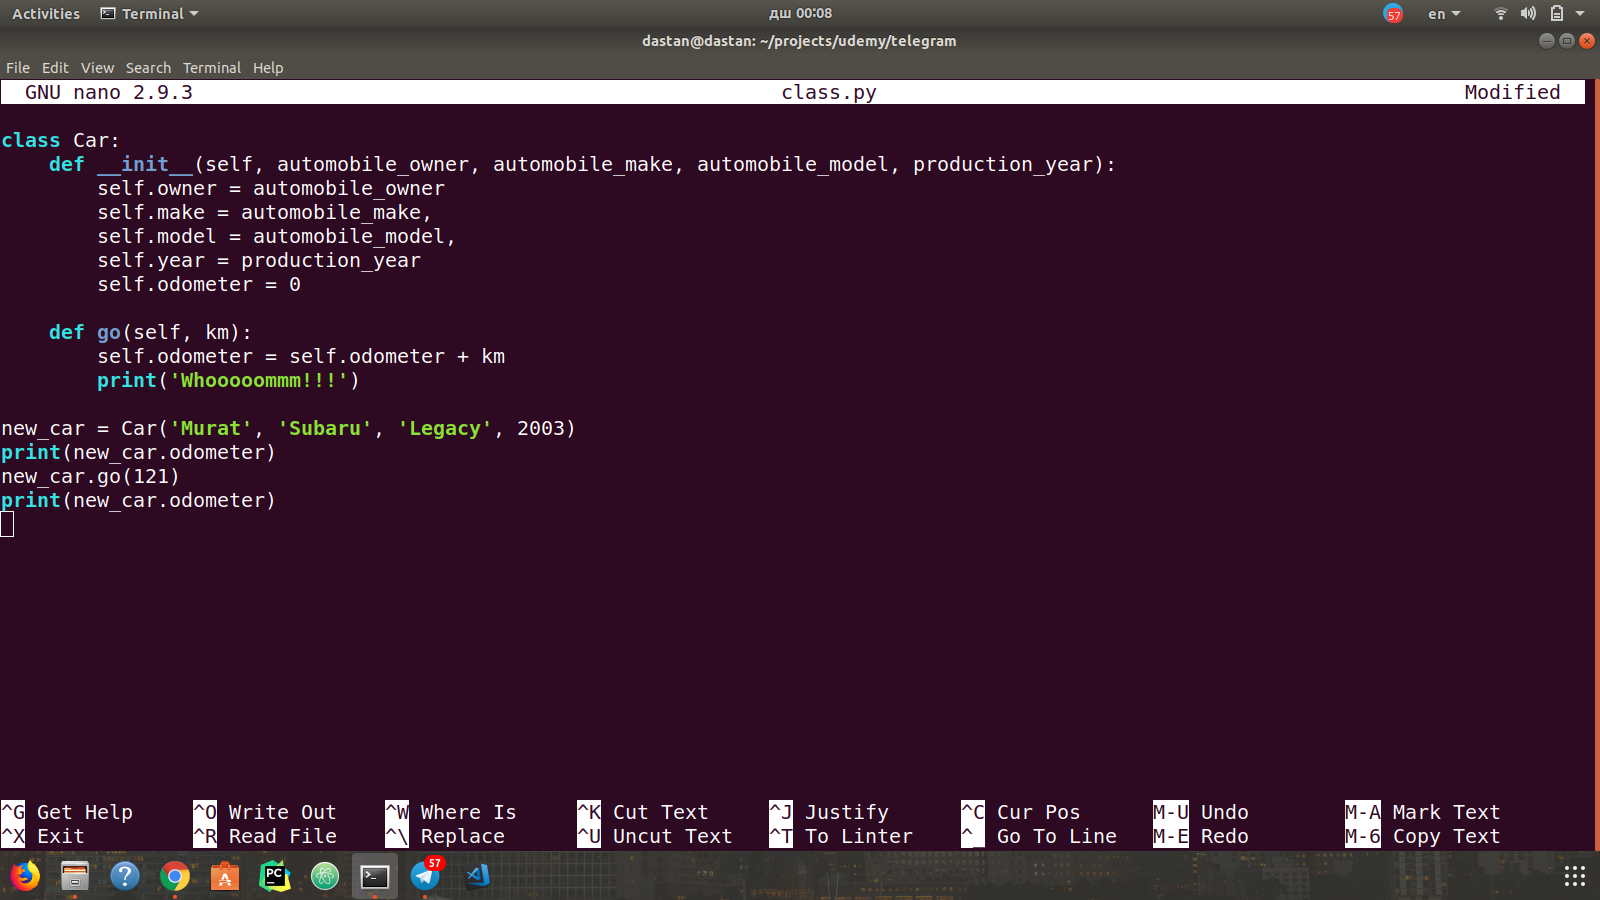 Activities Terminal дш 00:08 57 en
dastan@dastan: ~/projects/udemy/telegram
File Edit View Search Terminal Help
GNU nano 2.9.3 class.py Modified
class Car:
    def __init__(self, automobile_owner, automobile_make, automobile_model, production_year):
        self.owner = automobile_owner
        self.make = automobile_make,
        self.model = automobile_model,
        self.year = production_year
        self.odometer = 0
    def go(self, km):
        self.odometer = self.odometer + km
        print('Whooooommm!!!')
new_car = Car('Murat', 'Subaru', 'Legacy', 2003)
print(new_car.odometer)
new_car.go(121)
print(new_car.odometer)
^G Get Help ^O Write Out ^W Where Is ^K Cut Text ^J Justify ^C Cur Pos M-U Undo M-A Mark Text
^X Exit ^R Read File ^\ Replace ^U Uncut Text ^T To Linter ^_ Go To Line M-E Redo M-6 Copy Text
? A PC >_ 57